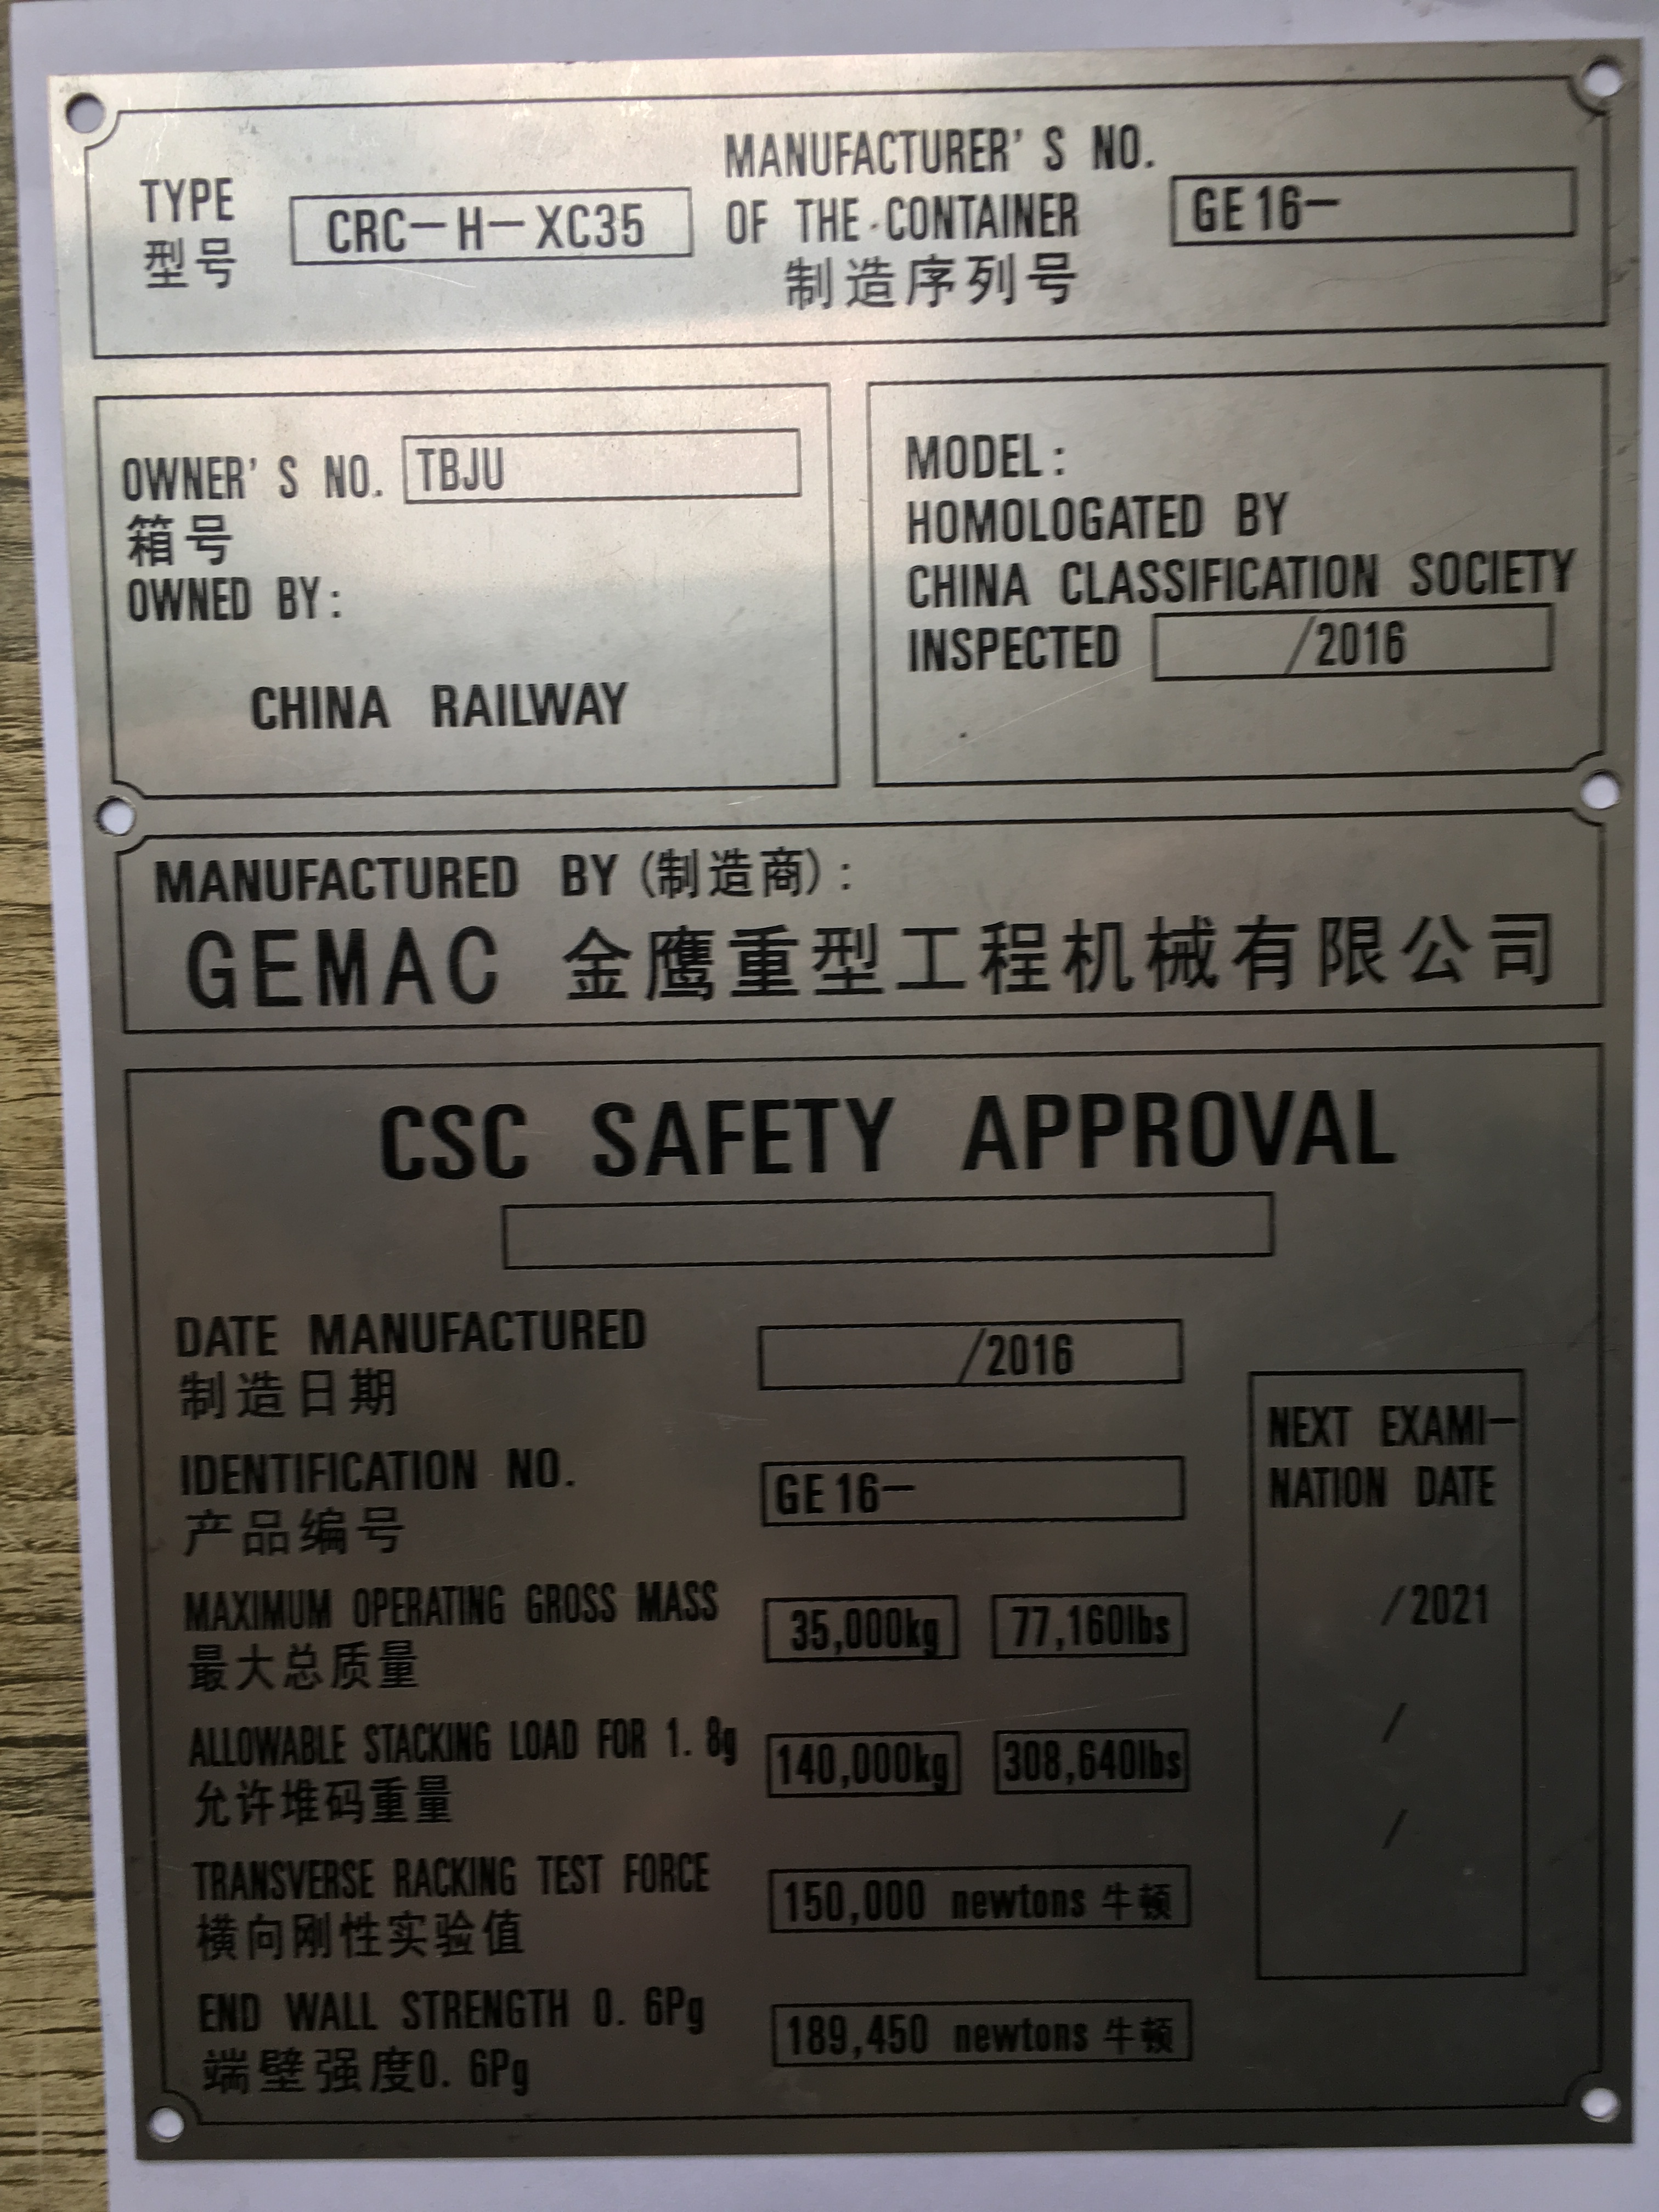 TYPE
型号
CRC-H-XC35
MANUFACTURER'S NO.
OF THE CONTAINER
制造序列号
GE16-
OWNER'S NO.
箱号
TBJU
OWNED BY:
CHINA RAILWAY
MODEL:
HOMOLOGATED BY
CHINA CLASSIFICATION SOCIETY
INSPECTED /2016
MANUFACTURED BY (制造商):
GEMAC 金鹰重型工程机械有限公司
CSC SAFETY APPROVAL
DATE MANUFACTURED
制造日期
/2016
IDENTIFICATION NO.
产品编号
GE16-
MAXIMUM OPERATING GROSS MASS
最大总质量
35,000kg 77,160lbs
ALLOWABLE STACKING LOAD FOR 1.8g
允许堆码重量
140,000kg 308,640lbs
TRANSVERSE RACKING TEST FORCE
横向刚性实验值
150,000 newtons 牛顿
END WALL STRENGTH 0.6Pg
端壁强度0.6Pg
189,450 newtons 牛顿
NEXT EXAMI-
NATION DATE
/2021
/
/